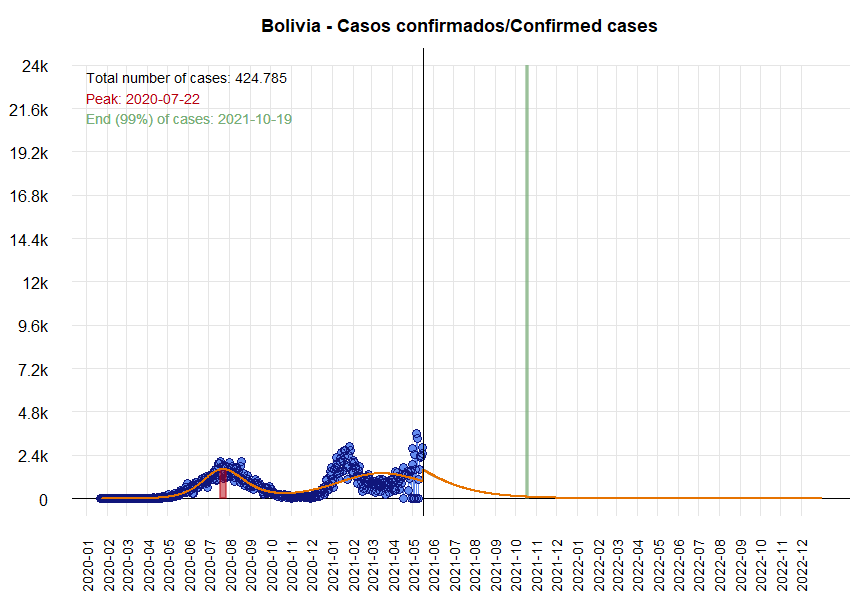 Bolivia - Casos confirmados/Confirmed cases
24k
21.6k
19.2k
16.8k
14.4k
12k
9.6k
7.2k
4.8k
2.4k
0
Total number of cases: 424.785
Peak: 2020-07-22
End (99%) of cases: 2021-10-19
2020-01
2020-02
2020-03
2020-04
2020-05
2020-06
2020-07
2020-08
2020-09
2020-10
2020-11
2020-12
2021-01
2021-02
2021-03
2021-04
2021-05
2021-06
2021-07
2021-08
2021-09
2021-10
2021-11
2021-12
2022-02
2022-03
2022-04
2022-05
2022-06
2022-07
2022-08
2022-09
2022-10
2022-11
2022-12